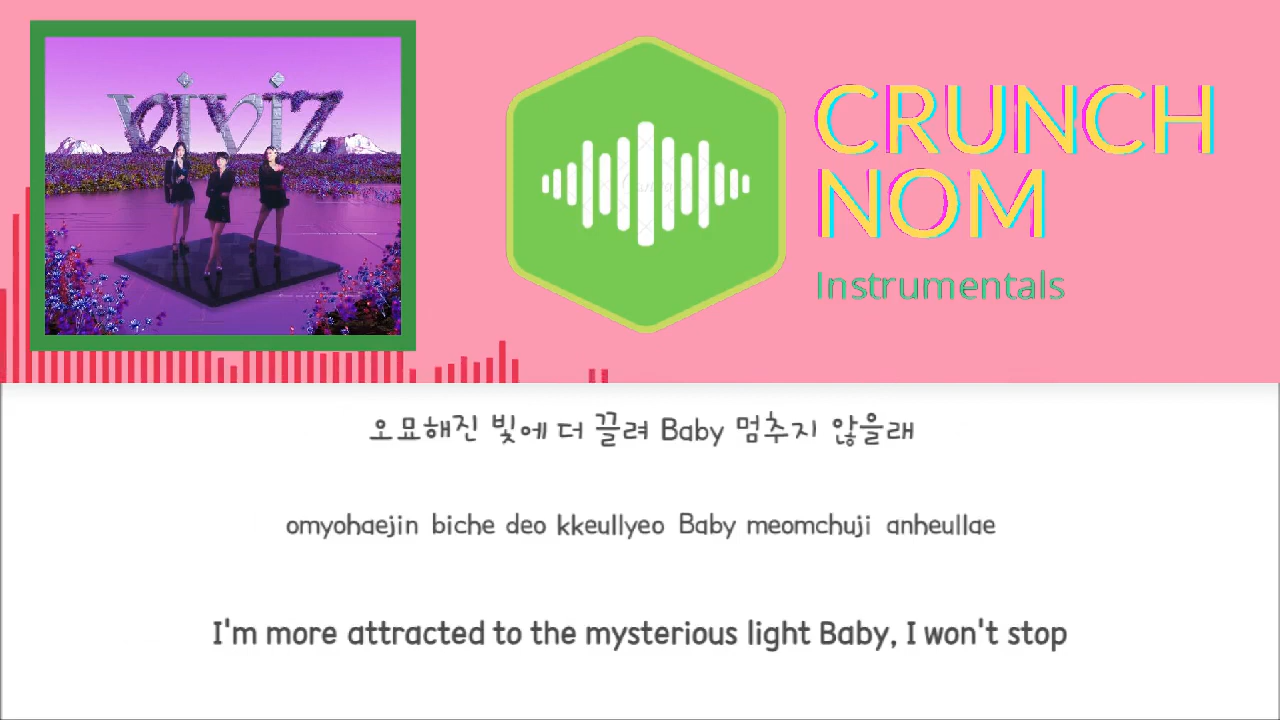 viviz
CRUNCH
NOM
Instrumentals
오묘해진 빛에 더 끌려 Baby 멈추지 않을래
omyohaejin biche deo kkeullyeo Baby meomchuji anheullae
I'm more attracted to the mysterious light Baby, I won't stop